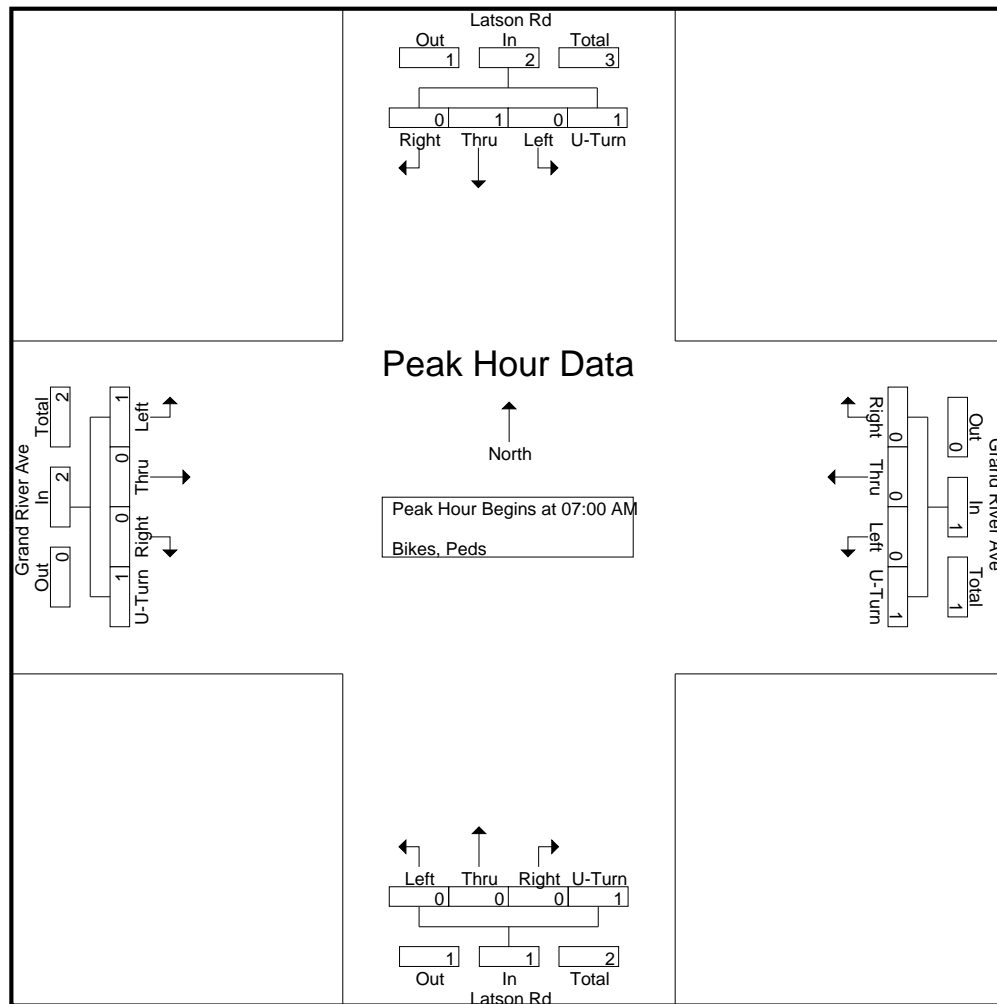 Latson Rd
Out In Total
1 2 3
0 1 0 1
Right Thru Left U-Turn
Peak Hour Data
North
Peak Hour Begins at 07:00 AM
Bikes, Peds
Grand River Ave
Out In Total
0 2 2
U-Turn Right Thru Left
1 0 0 1
Right Thru Left U-Turn
0 0 0 1
Out In Total
0 1 1
Grand River Ave
Left Thru Right U-Turn
0 0 0 1
1 1 2
Out In Total
Latson Rd